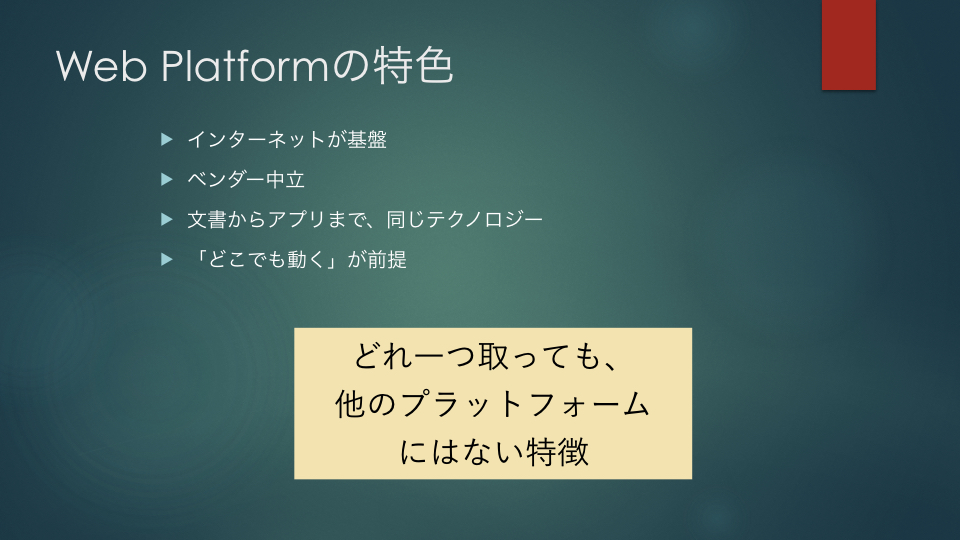 Web Platformの特色
インターネットが基盤
ベンダー中立
文書からアプリまで、同じテクノロジー
「どこでも動く」が前提
どれ一つ取っても、
他のプラットフォーム
にはない特徴